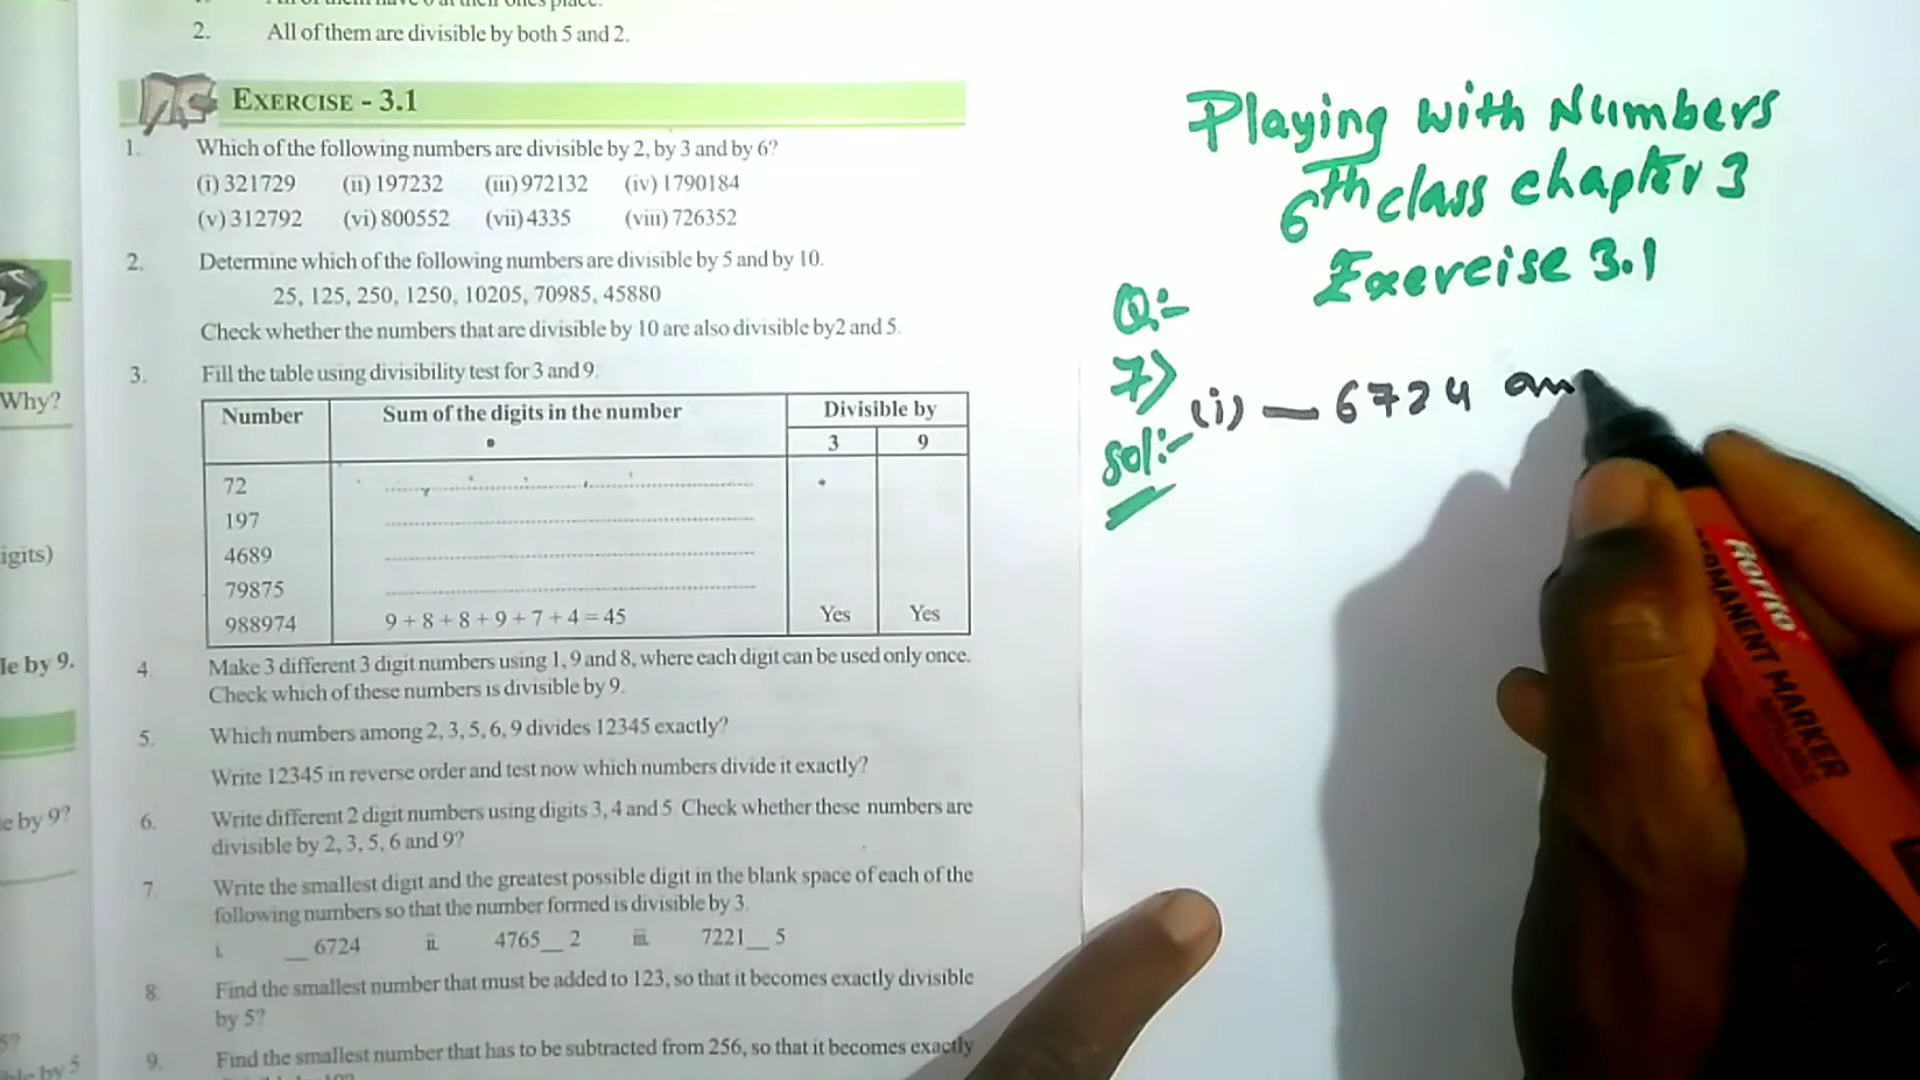 2. All of them are divisible by both 5 and 2.
EXERCISE - 3.1
1. Which of the following numbers are divisible by 2, by 3 and by 6?
(i) 321729 (ii) 197232 (iii) 972132 (iv) 1790184
(v) 312792 (vi) 800552 (vii) 4335 (viii) 726352
2. Determine which of the following numbers are divisible by 5 and by 10.
25, 125, 250, 1250, 10205, 70985, 45880
Check whether the numbers that are divisible by 10 are also divisible by2 and 5.
3. Fill the table using divisibility test for 3 and 9.
Number Sum of the digits in the number Divisible by
3 9
72
197
4689
79875
988974 9 + 8 + 8 + 9 + 7 + 4 = 45 Yes Yes
4. Make 3 different 3 digit numbers using 1, 9 and 8, where each digit can be used only once.
Check which of these numbers is divisible by 9.
5. Which numbers among 2, 3, 5, 6, 9 divides 12345 exactly?
Write 12345 in reverse order and test now which numbers divide it exactly?
6. Write different 2 digit numbers using digits 3, 4 and 5. Check whether these numbers are
divisible by 2, 3, 5, 6 and 9?
7. Write the smallest digit and the greatest possible digit in the blank space of each of the
following numbers so that the number formed is divisible by 3.
i. __ 6724 ii. 4765__ 2 iii. 7221__ 5
8. Find the smallest number that must be added to 123, so that it becomes exactly divisible
by 5?
9. Find the smallest number that has to be subtracted from 256, so that it becomes exactly
Why?
igits)
le by 9.
e by 9?
5?
ble by 5
Playing with Numbers
6th class chapter 3
Exercise 3.1
Q:-
7) (i) — 6724 an
Sol:-
PERMANENT MARKER